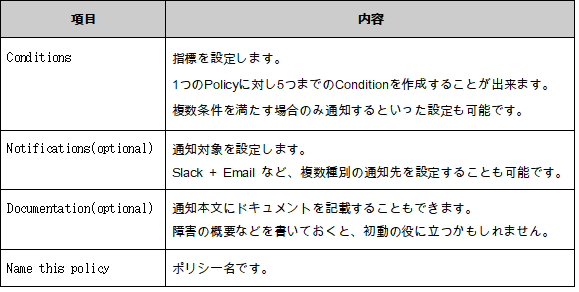 項目
内容
Conditions
指標を設定します。
1つのPolicyに対し5つまでのConditionを作成することが出来ます。
複数条件を満たす場合のみ通知するといった設定も可能です。
Notifications(optional)
通知対象を設定します。
Slack + Email など、複数種別の通知先を設定することも可能です。
Documentation(optional)
通知本文にドキュメントを記載することもできます。
障害の概要などを書いておくと、初動の役に立つかもしれません。
Name this policy
ポリシー名です。